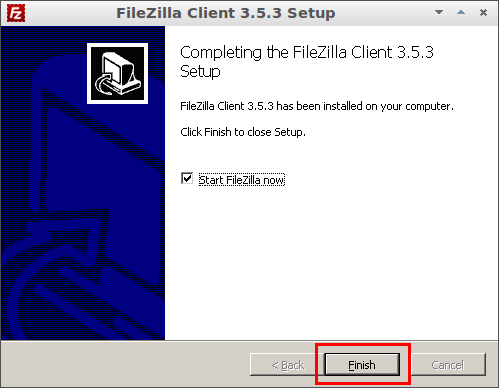 FileZilla Client 3.5.3 Setup
Completing the FileZilla Client 3.5.3
Setup
FileZilla Client 3.5.3 has been installed on your computer.
Click Finish to close Setup.
Start FileZilla now
< Back
Finish
Cancel